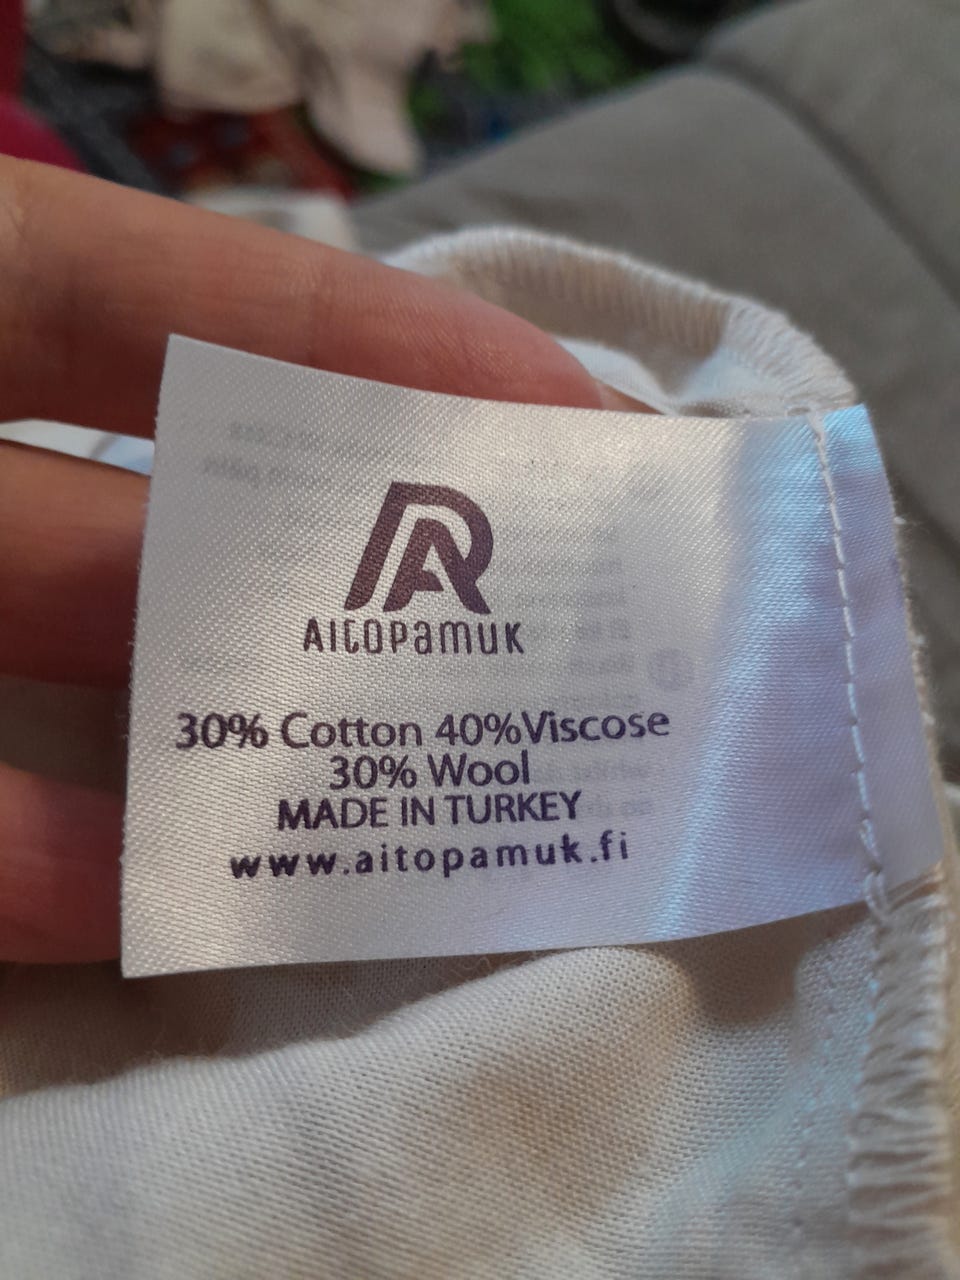 AITOPAMUK
30% Cotton 40%Viscose
30% Wool
MADE IN TURKEY
www.aitopamuk.fi